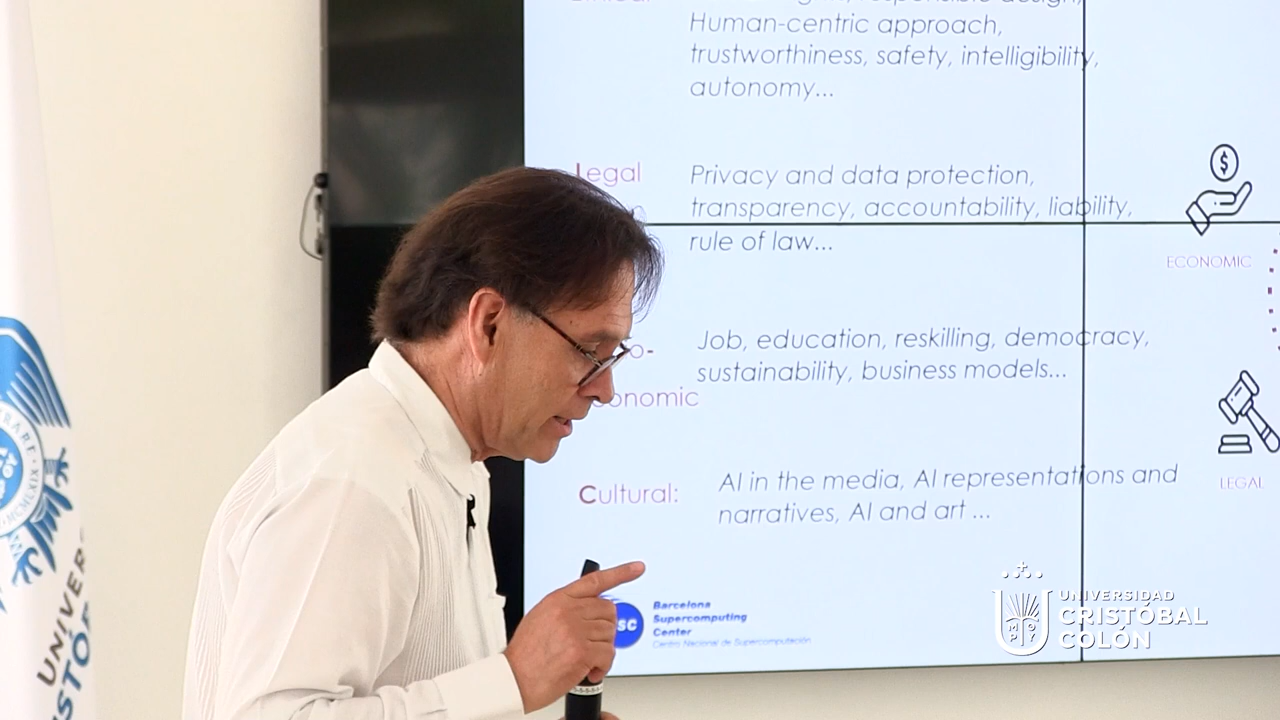 Human-centric approach,
trustworthiness, safety, intelligibility,
autonomy...
Legal
Privacy and data protection,
transparency, accountability, liability,
rule of law...
Job, education, reskilling, democracy,
sustainability, business models...
Cultural:
AI in the media, AI representations and
narratives, AI and art ...
ECONOMIC
LEGAL
Barcelona
Supercomputing
Center
Centro Nacional de Supercomputación
UNIVERSIDAD
CRISTÓBAL
COLÓN